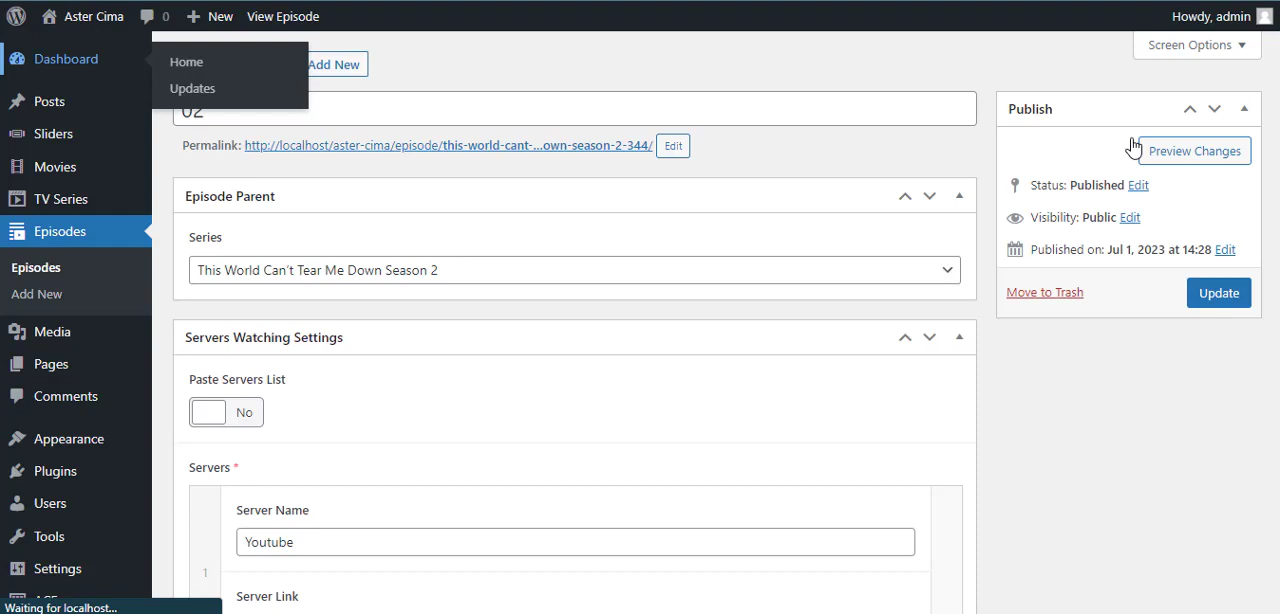 Aster Cima 0 New View Episode Howdy, admin
Dashboard
Posts
Sliders
Movies
TV Series
Episodes
Episodes
Add New
Media
Pages
Comments
Appearance
Plugins
Users
Tools
Settings
Waiting for localhost...
Home
Updates
Add New
Screen Options
02
Permalink: http://localhost/aster-cima/episode/this-world-cant-...own-season-2-344/ Edit
Episode Parent
Series
This World Can't Tear Me Down Season 2
Servers Watching Settings
Paste Servers List
No
Servers *
1
Server Name
Youtube
Server Link
Publish
Preview Changes
Status: Published Edit
Visibility: Public Edit
Published on: Jul 1, 2023 at 14:28 Edit
Move to Trash
Update